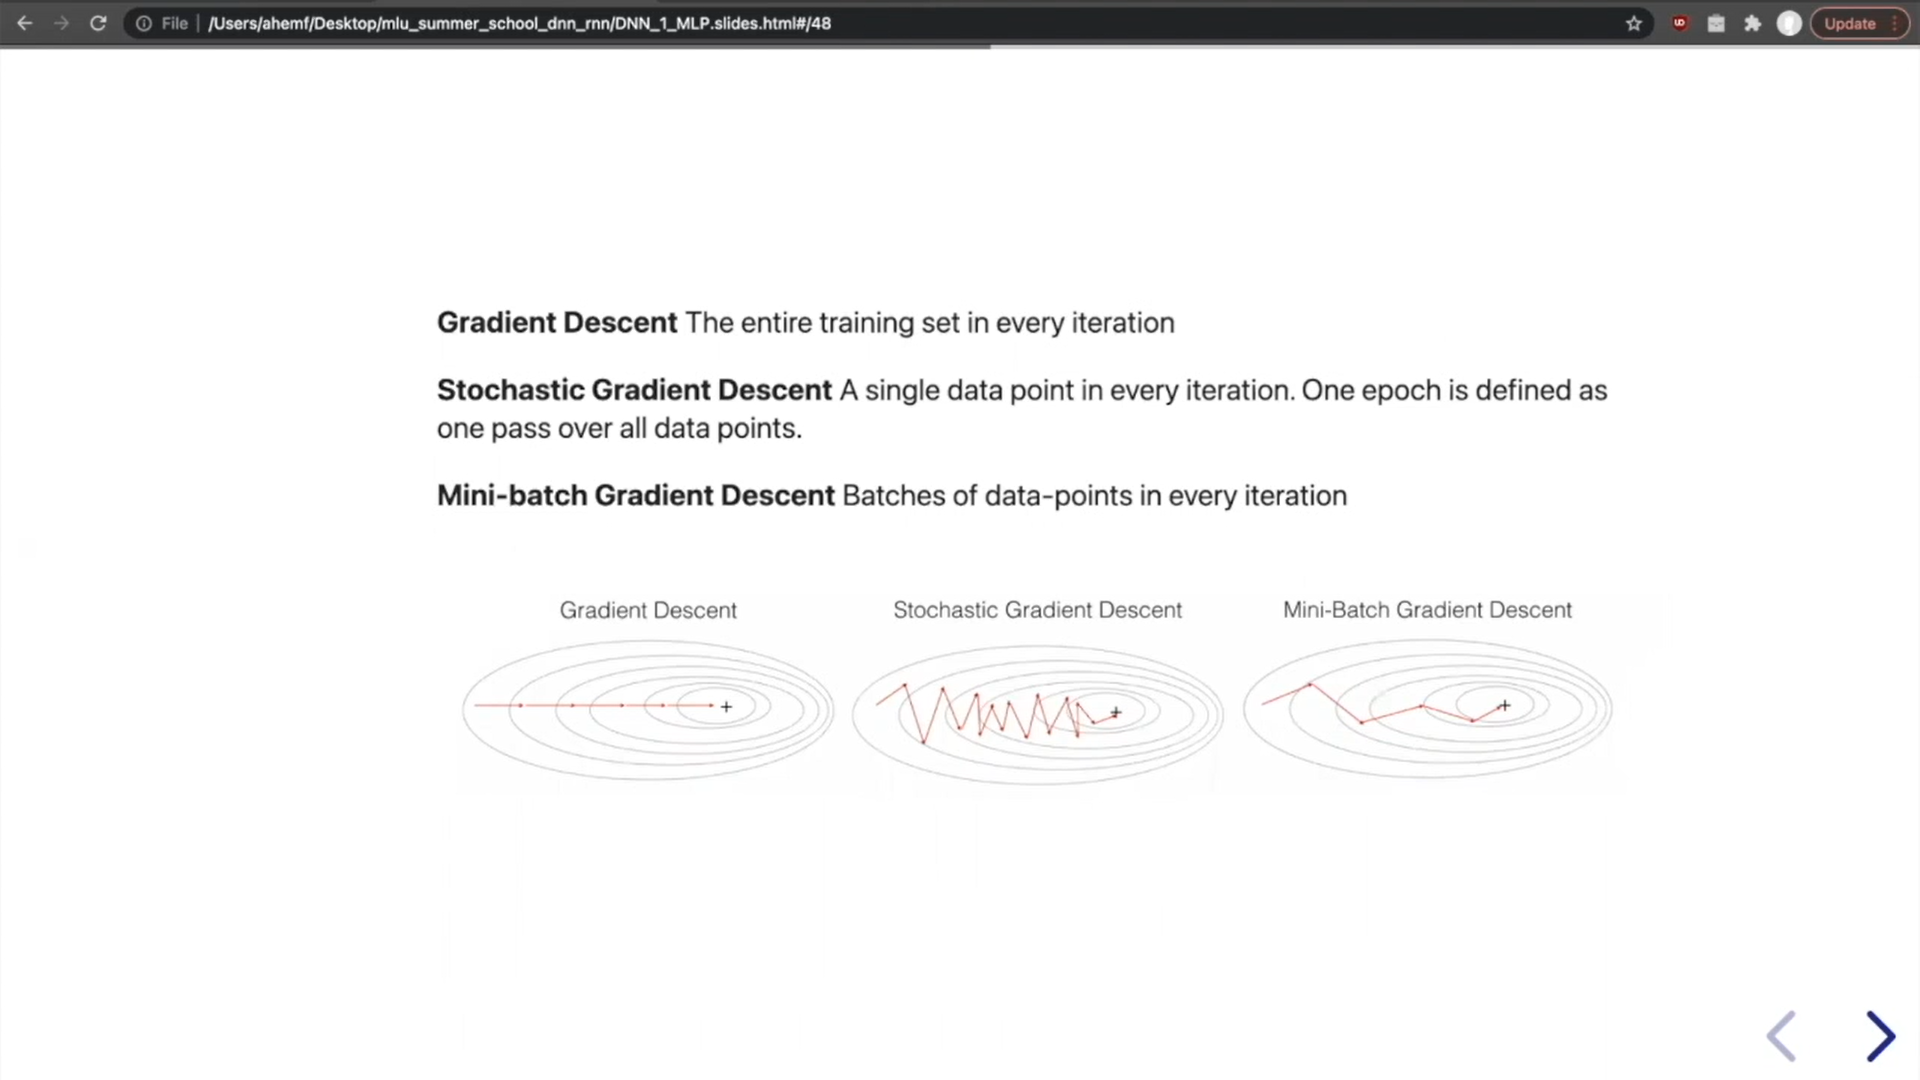 File | /Users/ahemf/Desktop/mlu_summer_school_dnn_rnn/DNN_1_MLP.slides.html#/48
Update
Gradient Descent The entire training set in every iteration
Stochastic Gradient Descent A single data point in every iteration. One epoch is defined as
one pass over all data points.
Mini-batch Gradient Descent Batches of data-points in every iteration
Gradient Descent
Stochastic Gradient Descent
Mini-Batch Gradient Descent